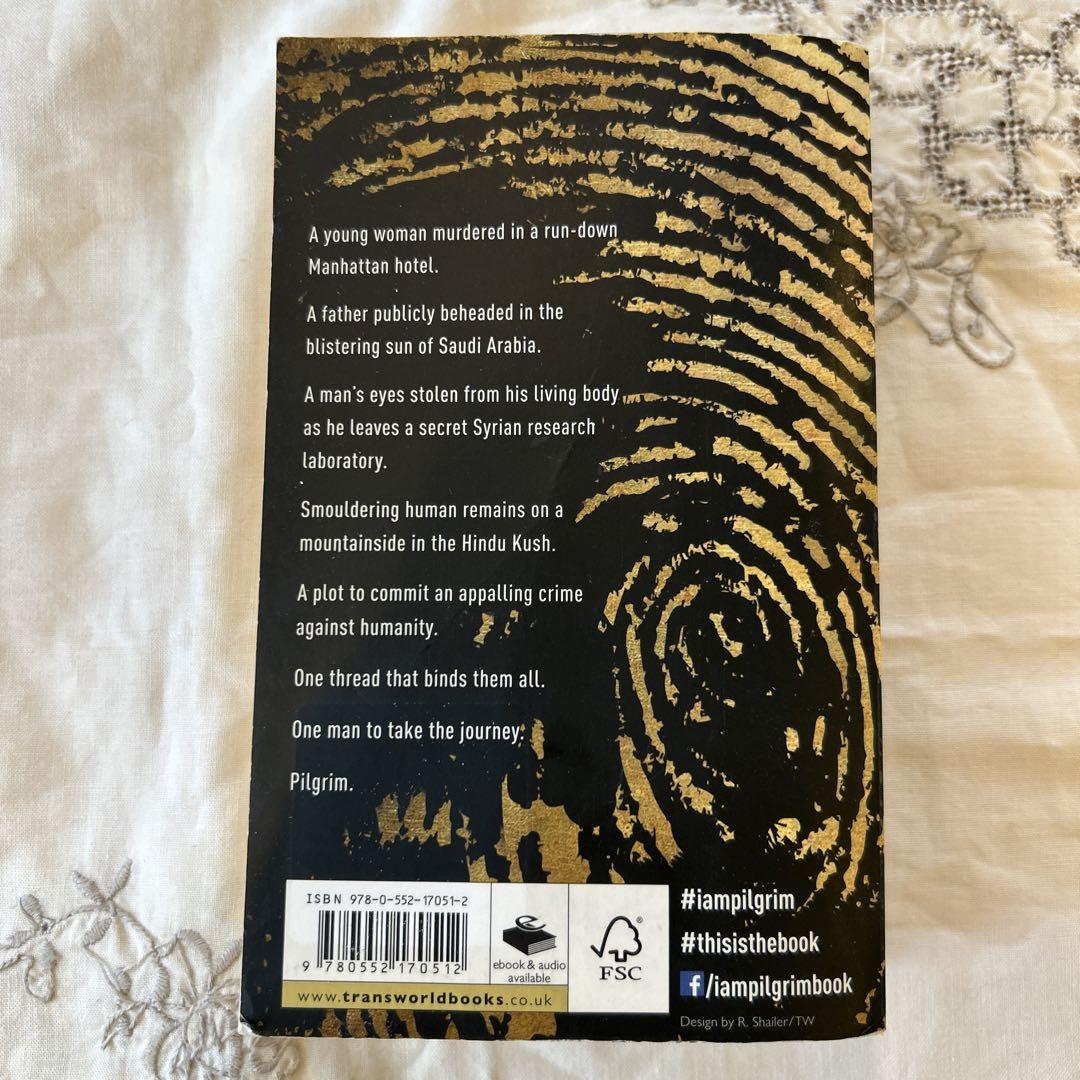 A young woman murdered in a run-down
Manhattan hotel.
A father publicly beheaded in the
blistering sun of Saudi Arabia.
A man's eyes stolen from his living body
as he leaves a secret Syrian research
laboratory.
Smouldering human remains on a
mountainside in the Hindu Kush.
A plot to commit an appalling crime
against humanity.
One thread that binds them all.
One man to take the journey.
Pilgrim.
ISBN 978-0-552-17051-2
9 780552 170512
e
ebook & audio
available
FSC
®
www.transworldbooks.co.uk
#iampilgrim
#thisisthebook
f/iampilgrimbook
Design by R. Shailer/TW